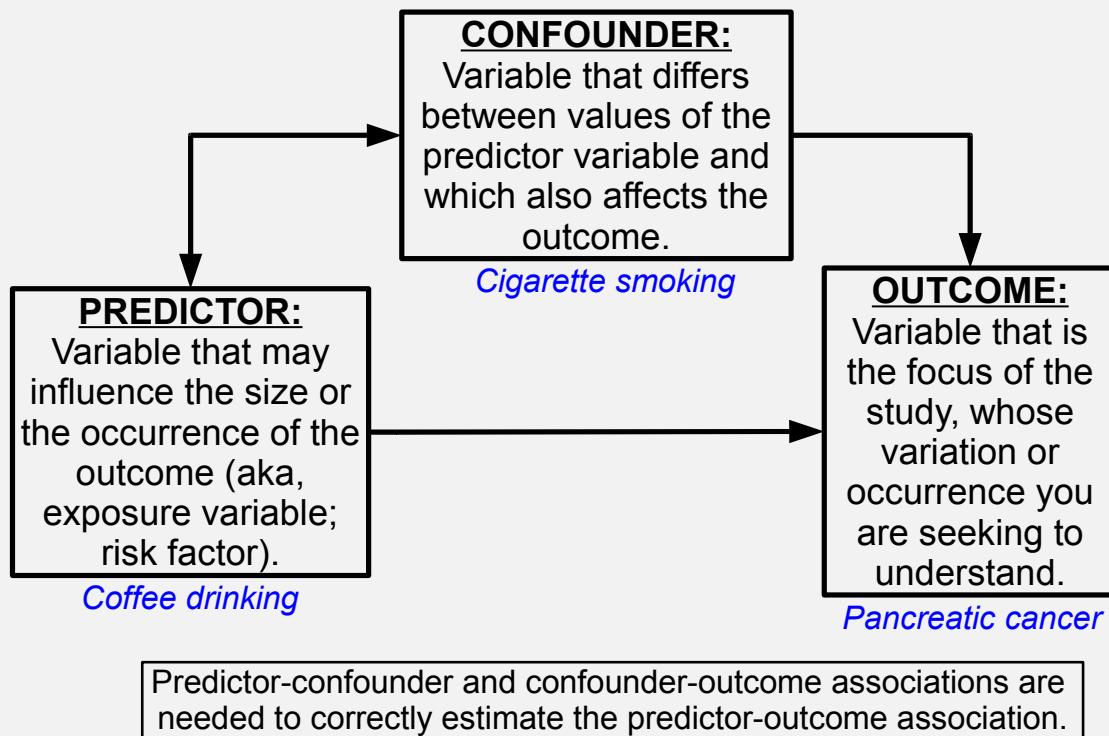 CONFOUNDER:
Variable that differs
between values of the
predictor variable and
which also affects the
outcome.
Cigarette smoking
PREDICTOR:
Variable that may
influence the size or
the occurrence of the
outcome (aka,
exposure variable;
risk factor).
Coffee drinking
OUTCOME:
Variable that is
the focus of the
study, whose
variation or
occurrence you
are seeking to
understand.
Pancreatic cancer
Predictor-confounder and confounder-outcome associations are
needed to correctly estimate the predictor-outcome association.